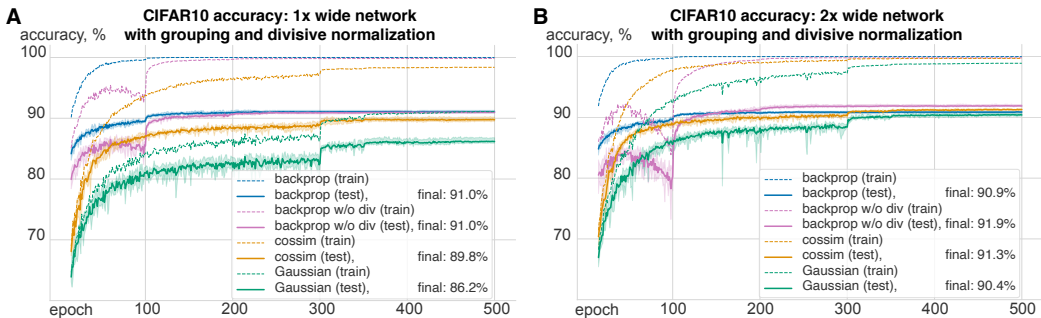 A
CIFAR10 accuracy: 1x wide network
with grouping and divisive normalization
accuracy, %
100
90
80
70
epoch
100
200
300
400
500
backprop (train)
backprop (test), final: 91.0%
backprop w/o div (train)
backprop w/o div (test), final: 91.0%
cossim (train)
cossim (test), final: 89.8%
Gaussian (train)
Gaussian (test), final: 86.2%
B
CIFAR10 accuracy: 2x wide network
with grouping and divisive normalization
accuracy, %
100
90
80
70
epoch
100
200
300
400
500
backprop (train)
backprop (test), final: 90.9%
backprop w/o div (train)
backprop w/o div (test), final: 91.9%
cossim (train)
cossim (test), final: 91.3%
Gaussian (train)
Gaussian (test), final: 90.4%